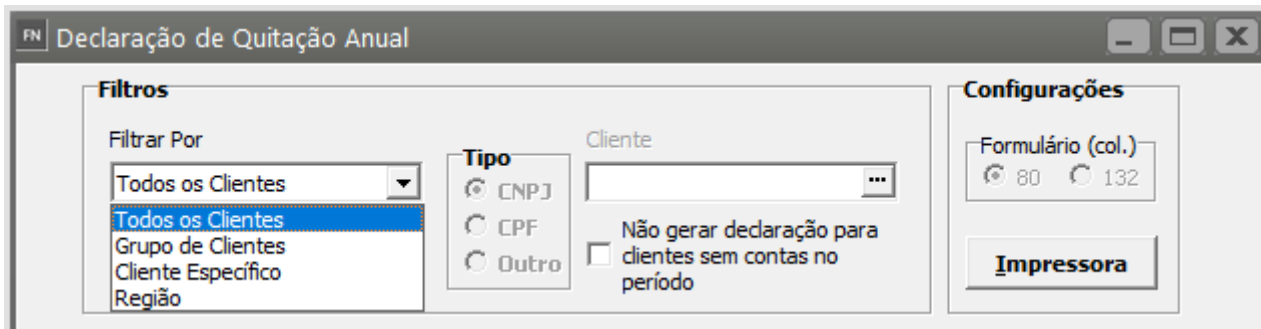 FN Declaração de Quitação Anual
Filtros
Filtrar Por
Todos os Clientes
Todos os Clientes
Grupo de Clientes
Cliente Específico
Região
Tipo
CNPJ
CPF
Outro
Cliente
...
Não gerar declaração para
clientes sem contas no
período
Configurações
Formulário (col.)
80 132
Impressora